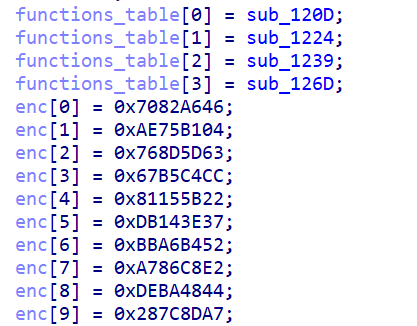 functions_table[0] = sub_120D;
functions_table[1] = sub_1224;
functions_table[2] = sub_1239;
functions_table[3] = sub_126D;
enc[0] = 0x7082A646;
enc[1] = 0xAE75B104;
enc[2] = 0x768D5D63;
enc[3] = 0x67B5C4CC;
enc[4] = 0x81155B22;
enc[5] = 0xDB143E37;
enc[6] = 0xBBA6B452;
enc[7] = 0xA786C8E2;
enc[8] = 0xDEBA4844;
enc[9] = 0x287C8DA7;